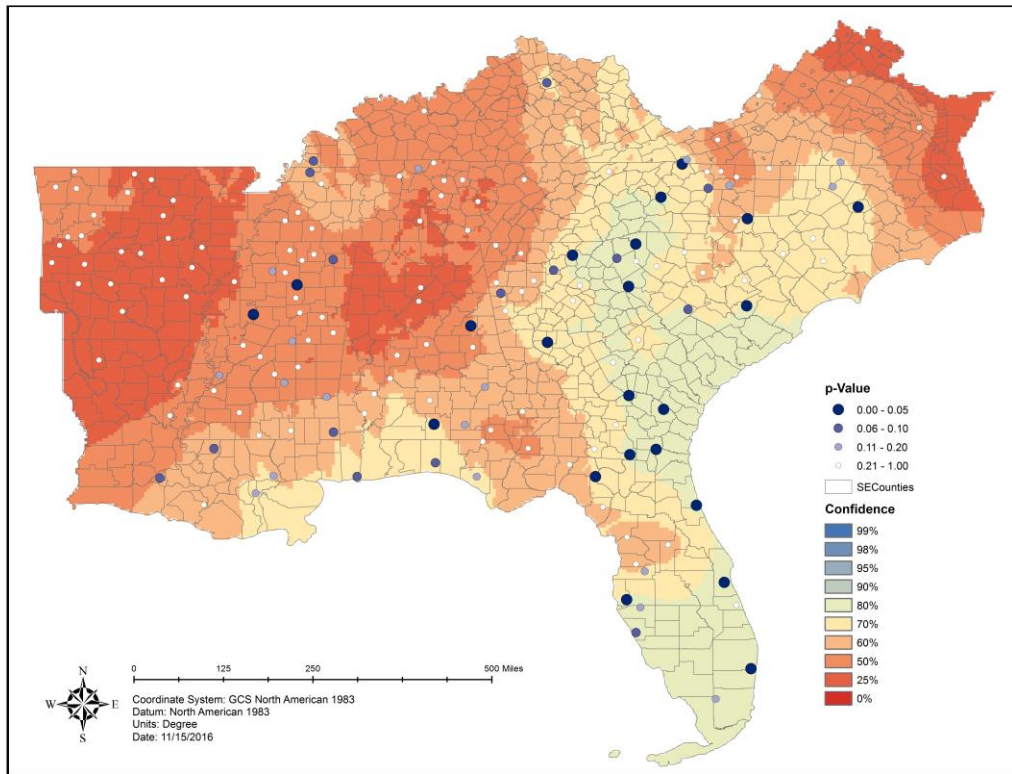 p-Value
0.00 - 0.05
0.06 - 0.10
0.11 - 0.20
0.21 - 1.00
SECounties
Confidence
99%
98%
95%
90%
80%
70%
60%
50%
25%
0%
0 125 250 500 Miles
N
W E
S
Coordinate System: GCS North American 1983
Datum: North American 1983
Units: Degree
Date: 11/15/2016